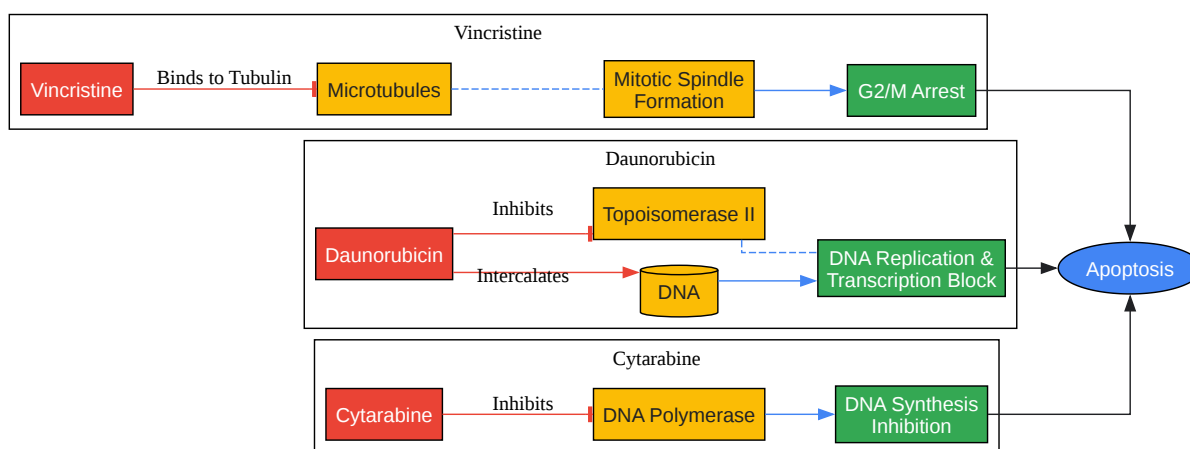 Vincristine
Vincristine
Binds to Tubulin
Microtubules
Mitotic Spindle
Formation
G2/M Arrest
Daunorubicin
Daunorubicin
Inhibits
Topoisomerase II
Intercalates
DNA
DNA Replication &
Transcription Block
Apoptosis
Cytarabine
Cytarabine
Inhibits
DNA Polymerase
DNA Synthesis
Inhibition